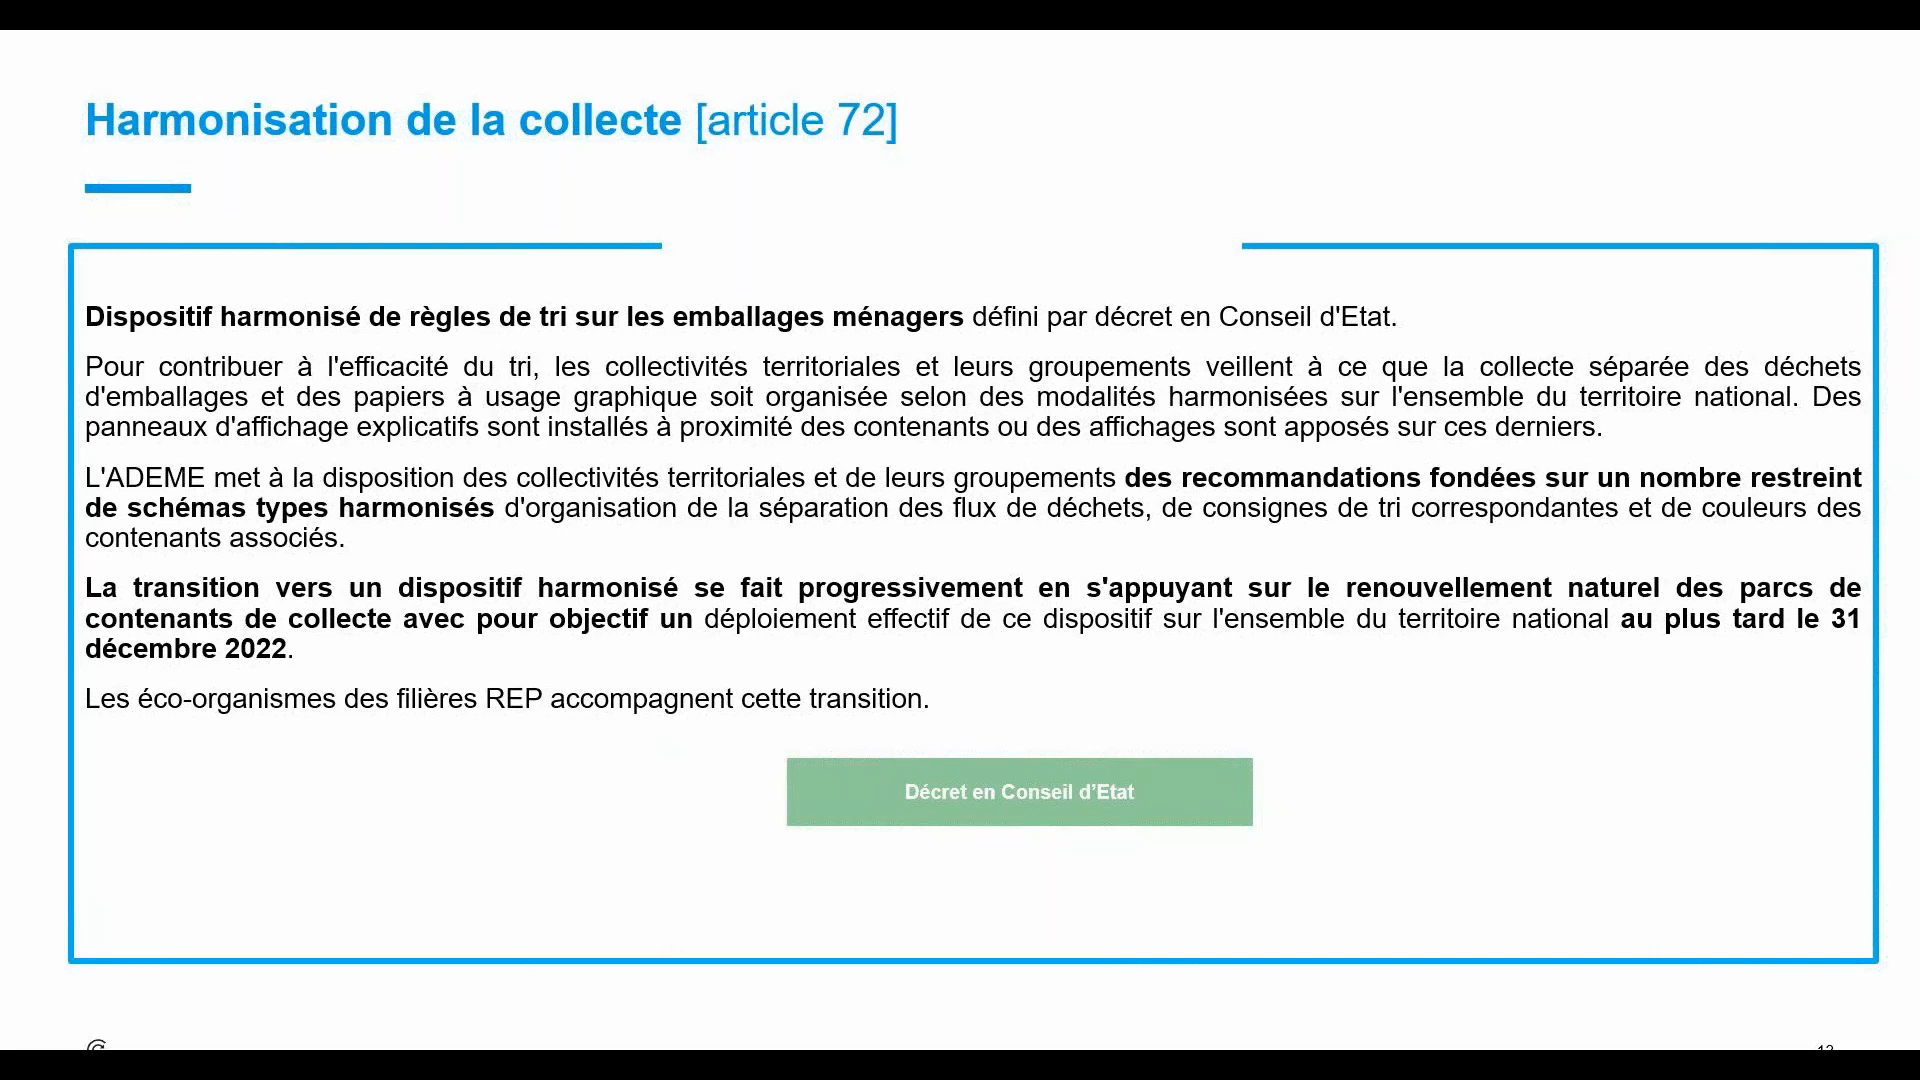 Harmonisation de la collecte [article 72]
Dispositif harmonisé de règles de tri sur les emballages ménagers défini par décret en Conseil d'Etat.
Pour contribuer à l'efficacité du tri, les collectivités territoriales et leurs groupements veillent à ce que la collecte séparée des déchets
d'emballages et des papiers à usage graphique soit organisée selon des modalités harmonisées sur l'ensemble du territoire national. Des
panneaux d'affichage explicatifs sont installés à proximité des contenants ou des affichages sont apposés sur ces derniers.
L'ADEME met à la disposition des collectivités territoriales et de leurs groupements des recommandations fondées sur un nombre restreint
de schémas types harmonisés d'organisation de la séparation des flux de déchets, de consignes de tri correspondantes et de couleurs des
contenants associés.
La transition vers un dispositif harmonisé se fait progressivement en s'appuyant sur le renouvellement naturel des parcs de
contenants de collecte avec pour objectif un déploiement effectif de ce dispositif sur l'ensemble du territoire national au plus tard le 31
décembre 2022.
Les éco-organismes des filières REP accompagnent cette transition.
Décret en Conseil d’Etat